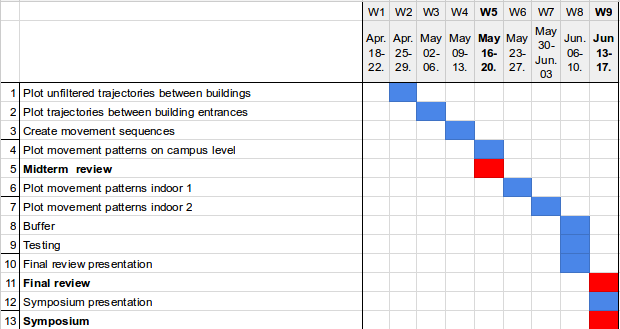 W1 W2 W3 W4 W5 W6 W7 W8 W9
Apr. 18-22. Apr. 25-29. May 02-06. May 09-13. May 16-20. May 23-27. May 30-Jun. 03 Jun. 06-10. Jun 13-17.
1 Plot unfiltered trajectories between buildings
2 Plot trajectories between building entrances
3 Create movement sequences
4 Plot movement patterns on campus level
5 Midterm review
6 Plot movement patterns indoor 1
7 Plot movement patterns indoor 2
8 Buffer
9 Testing
10 Final review presentation
11 Final review
12 Symposium presentation
13 Symposium